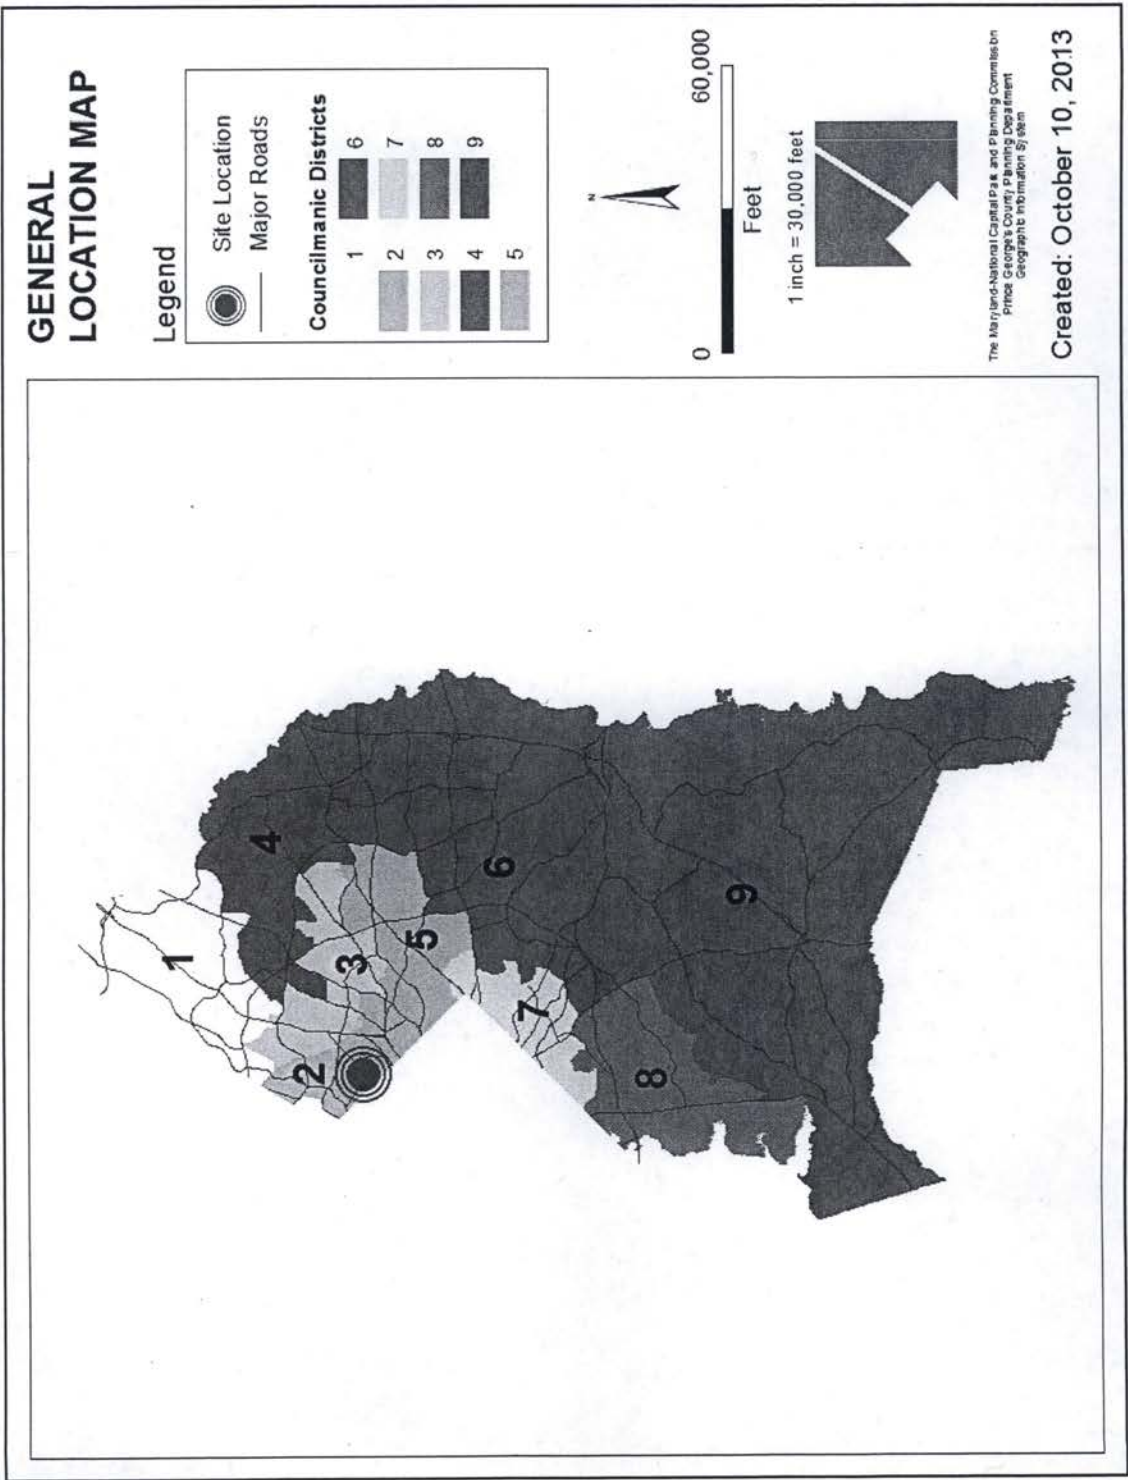 GENERAL
LOCATION MAP
Legend
Site Location
Major Roads
Councilmanic Districts
1
2
3
4
5
6
7
8
9
N
0
60,000
Feet
1 inch = 30,000 feet
The Maryland-National Capital Park and Planning Commission
Prince George's County Planning Department
Geographic Information System
Created: October 10, 2013
1
2
3
4
5
6
7
8
9